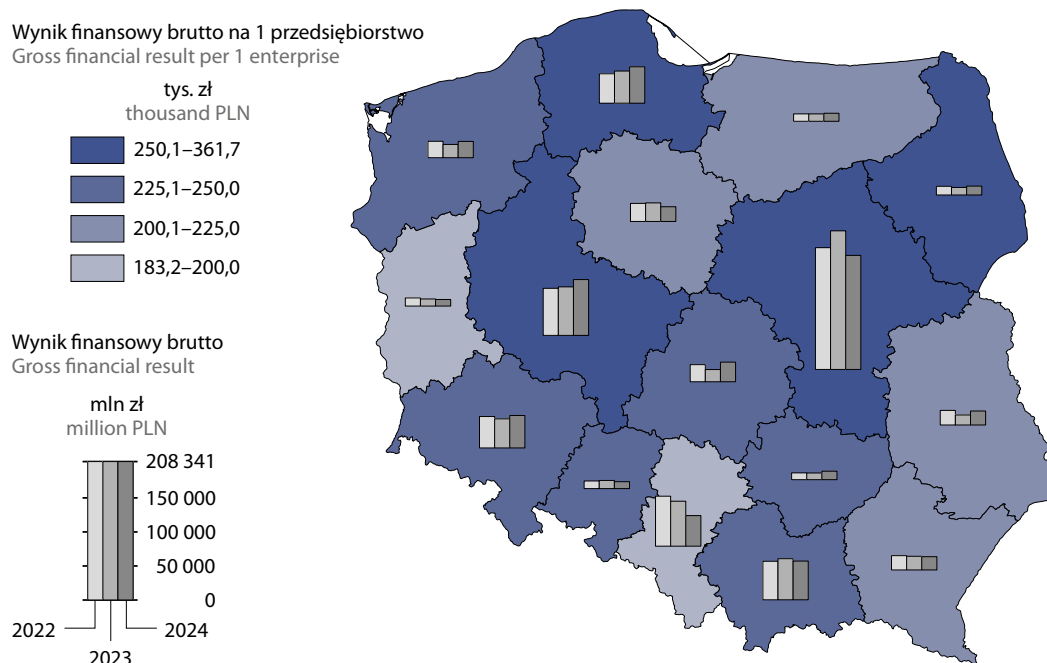 Wynik finansowy brutto na 1 przedsiębiorstwo
Gross financial result per 1 enterprise
tys. zł
thousand PLN
250,1–361,7
225,1–250,0
200,1–225,0
183,2–200,0
Wynik finansowy brutto
Gross financial result
mln zł
million PLN
208 341
150 000
100 000
50 000
0
2022
2024
2023